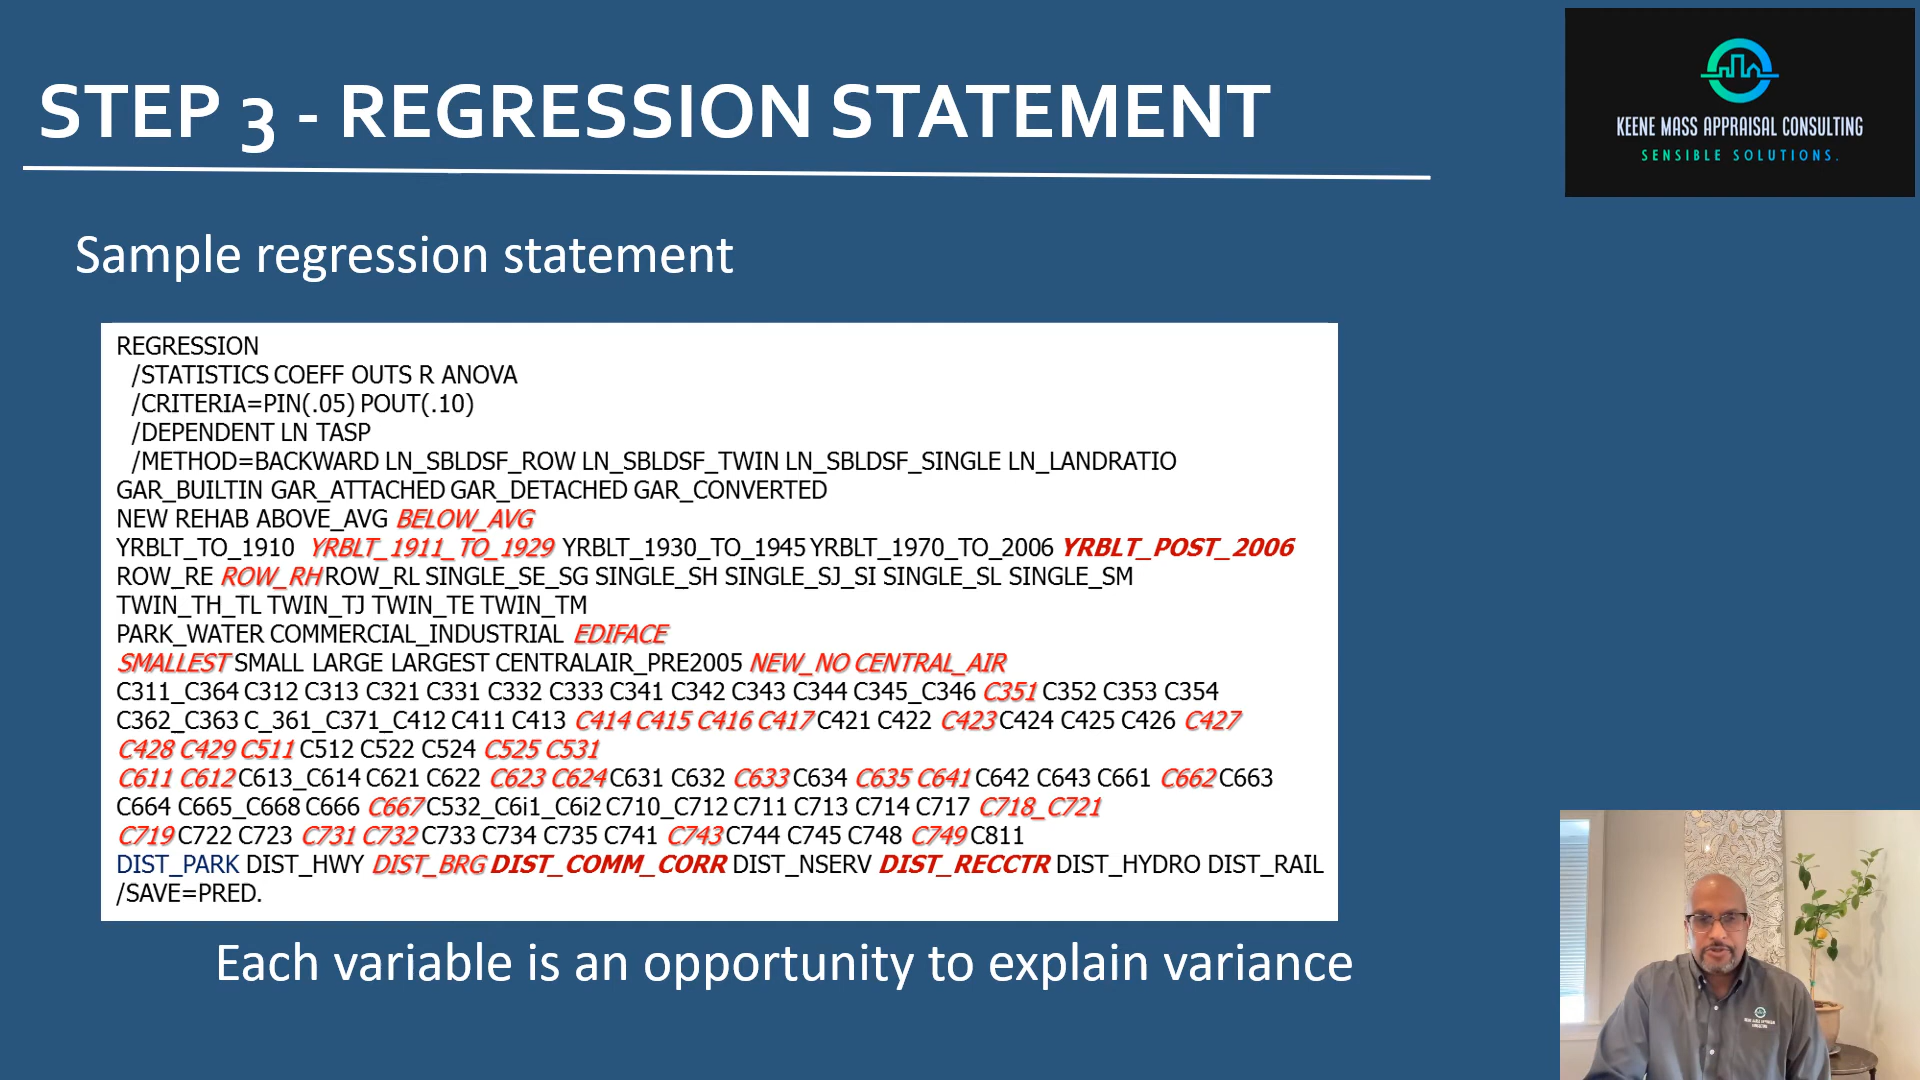 STEP 3 - REGRESSION STATEMENT
KEENE MASS APPRAISAL CONSULTING
SENSIBLE SOLUTIONS.
Sample regression statement
REGRESSION
/STATISTICS COEFF OUTS R ANOVA
/CRITERIA=PIN(.05) POUT(.10)
/DEPENDENT LN TASP
/METHOD=BACKWARD LN_SBLDSF_ROW LN_SBLDSF_TWIN LN_SBLDSF_SINGLE LN_LANDRATIO
GAR_BUILTIN GAR_ATTACHED GAR_DETACHED GAR_CONVERTED
NEW REHAB ABOVE_AVG BELOW_AVG
YRBLT_TO_1910 YRBLT_1911_TO_1929 YRBLT_1930_TO_1945 YRBLT_1970_TO_2006 YRBLT_POST_2006
ROW_RE ROW_RH ROW_RL SINGLE_SE_SG SINGLE_SH SINGLE_SJ_SI SINGLE_SL SINGLE_SM
TWIN_TH_TL TWIN_TJ TWIN_TE TWIN_TM
PARK_WATER COMMERCIAL_INDUSTRIAL EDIFACE
SMALLEST SMALL LARGE LARGEST CENTRALAIR_PRE2005 NEW_NO CENTRAL_AIR
C311_C364 C312 C313 C321 C331 C332 C333 C341 C342 C343 C344 C345_C346 C351 C352 C353 C354
C362_C363 C_361_C371_C412 C411 C413 C414 C415 C416 C417 C421 C422 C423 C424 C425 C426 C427
C428 C429 C511 C512 C522 C524 C525 C531
C611 C612 C613_C614 C621 C622 C623 C624 C631 C632 C633 C634 C635 C641 C642 C643 C661 C662 C663
C664 C665_C668 C666 C667 C532_C6i1_C6i2 C710_C712 C711 C713 C714 C717 C718_C721
C719 C722 C723 C731 C732 C733 C734 C735 C741 C743 C744 C745 C748 C749 C811
DIST_PARK DIST_HWY DIST_BRG DIST_COMM_CORR DIST_NSERV DIST_RECCTR DIST_HYDRO DIST_RAIL
/SAVE=PRED.
Each variable is an opportunity to explain variance